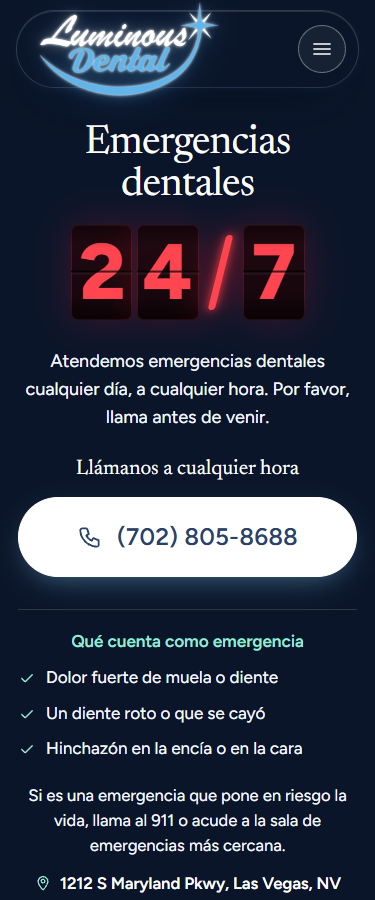 Luminous
Dental
Emergencias
dentales
24/7
Atendemos emergencias dentales
cualquier día, a cualquier hora. Por favor,
llama antes de venir.
Llámanos a cualquier hora
(702) 805-8688
Qué cuenta como emergencia
Dolor fuerte de muela o diente
Un diente roto o que se cayó
Hinchazón en la encía o en la cara
Si es una emergencia que pone en riesgo la
vida, llama al 911 o acude a la sala de
emergencias más cercana.
1212 S Maryland Pkwy, Las Vegas, NV